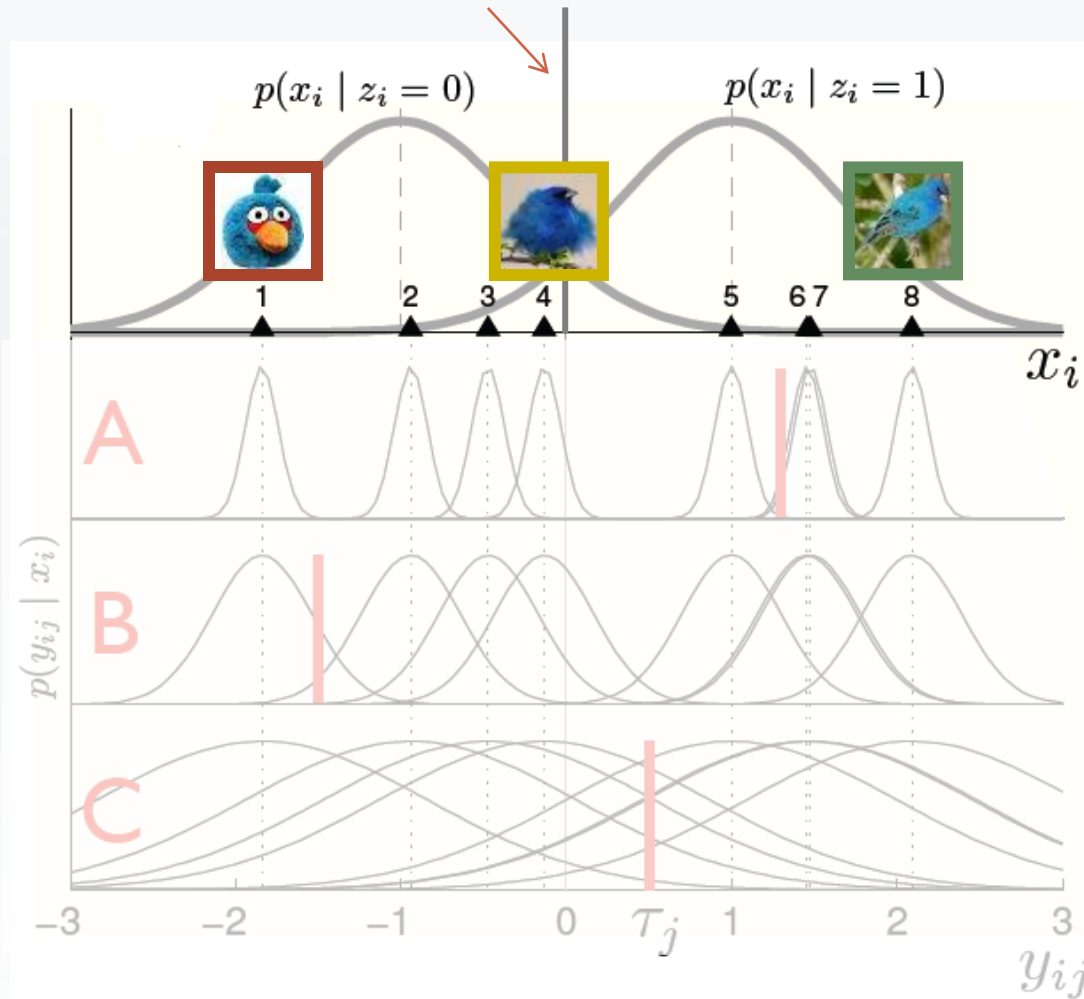 p(x_i | z_i = 0) p(x_i | z_i = 1)
1 2 3 4 5 6 7 8
x_i
A
B
p(y_ij | x_i)
C
−3 −2 −1 0 τ_j 1 2 3
y_ij